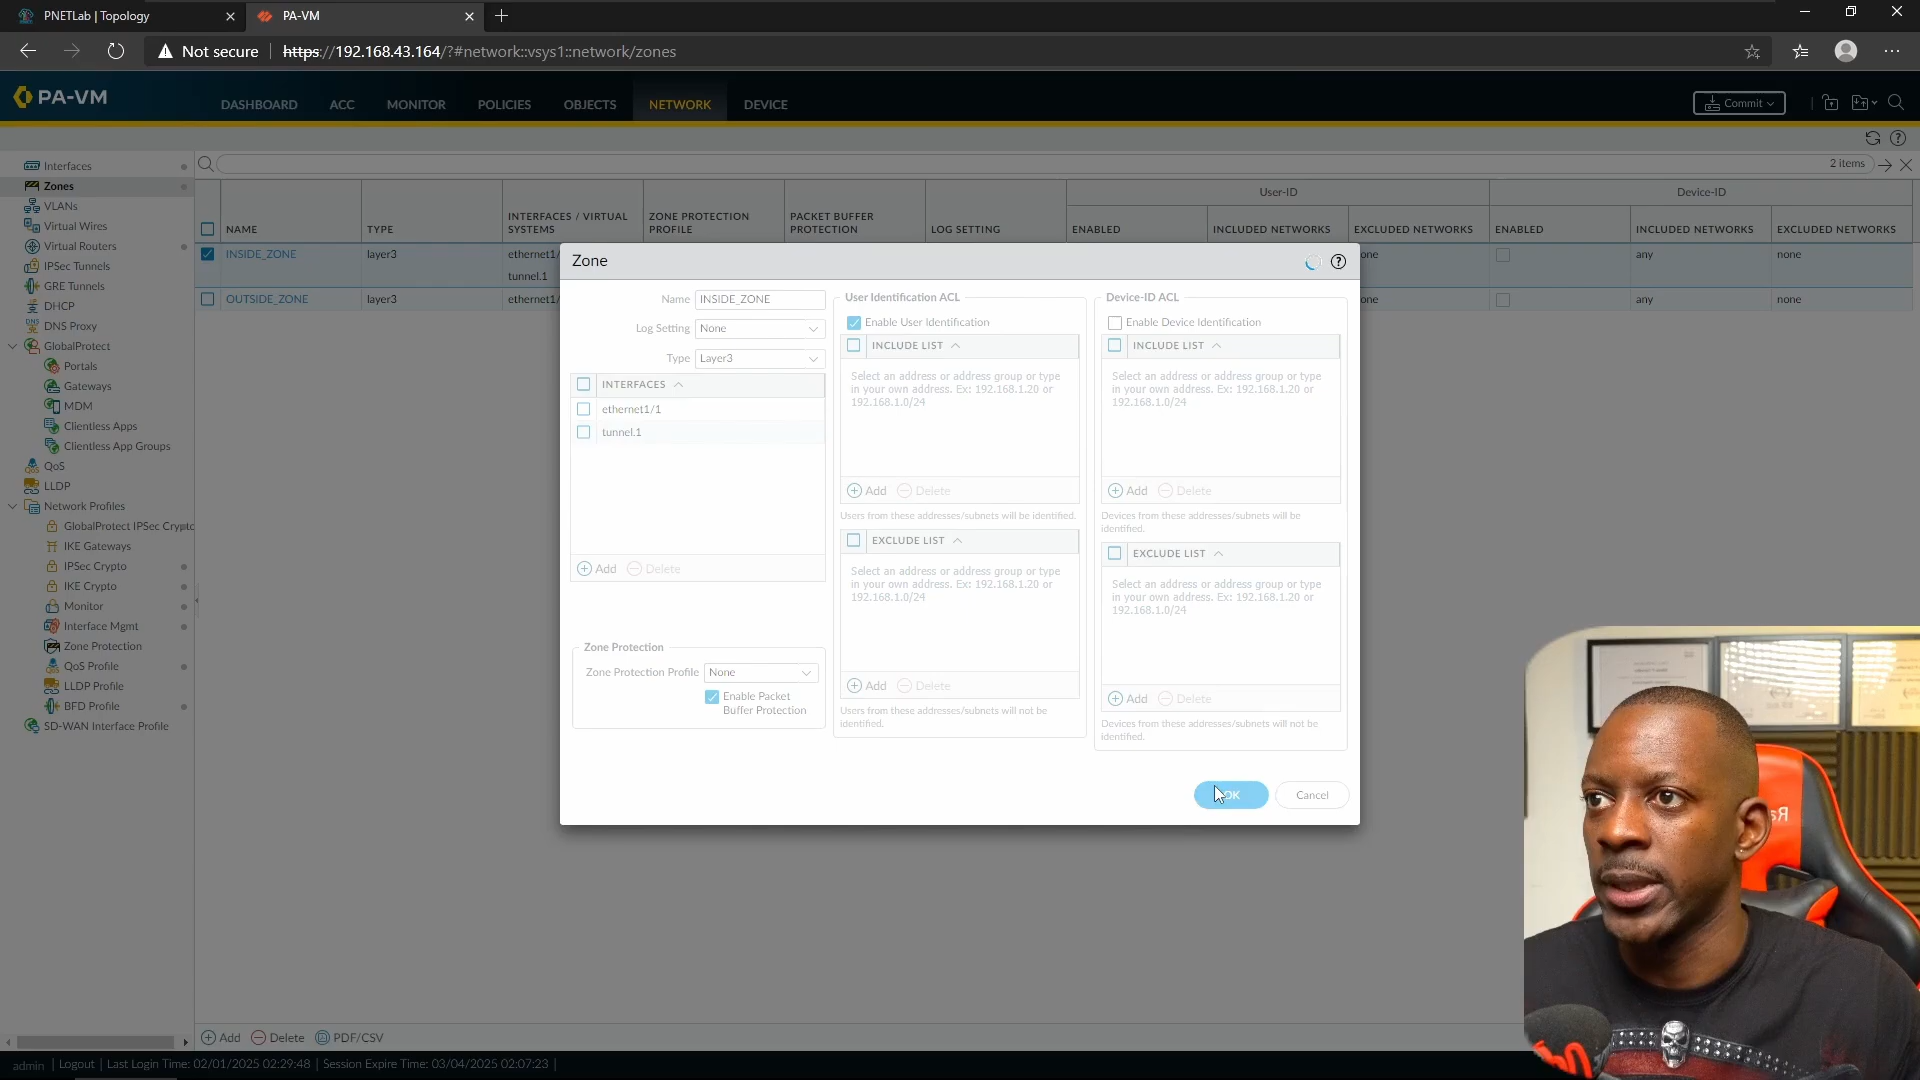 PNETLab | Topology
PA-VM
Not secure
https://192.168.43.164/?#network::vsys1::network/zones
PA-VM
DASHBOARD
ACC
MONITOR
POLICIES
OBJECTS
NETWORK
DEVICE
Commit
2 items
Interfaces
Zones
VLANs
Virtual Wires
Virtual Routers
IPSec Tunnels
GRE Tunnels
DHCP
DNS Proxy
GlobalProtect
Portals
Gateways
MDM
Clientless Apps
Clientless App Groups
QoS
LLDP
Network Profiles
GlobalProtect IPSec Crypto
IKE Gateways
IPSec Crypto
IKE Crypto
Monitor
Interface Mgmt
Zone Protection
QoS Profile
LLDP Profile
BFD Profile
SD-WAN Interface Profile
User-ID
Device-ID
NAME
TYPE
INTERFACES / VIRTUAL SYSTEMS
ZONE PROTECTION PROFILE
PACKET BUFFER PROTECTION
LOG SETTING
ENABLED
INCLUDED NETWORKS
EXCLUDED NETWORKS
ENABLED
INCLUDED NETWORKS
EXCLUDED NETWORKS
INSIDE_ZONE
layer3
ethernet1/
tunnel.1
one
any
none
OUTSIDE_ZONE
layer3
ethernet1/
one
any
none
Zone
Name
INSIDE_ZONE
Log Setting
None
Type
Layer3
INTERFACES
ethernet1/1
tunnel.1
Add
Delete
Zone Protection
Zone Protection Profile
None
Enable Packet
Buffer Protection
User Identification ACL
Enable User Identification
INCLUDE LIST
Select an address or address group or type
in your own address. Ex: 192.168.1.20 or
192.168.1.0/24
Add
Delete
Users from these addresses/subnets will be identified.
EXCLUDE LIST
Select an address or address group or type
in your own address. Ex: 192.168.1.20 or
192.168.1.0/24
Add
Delete
Users from these addresses/subnets will not be
identified.
Device-ID ACL
Enable Device Identification
INCLUDE LIST
Select an address or address group or type
in your own address. Ex: 192.168.1.20 or
192.168.1.0/24
Add
Delete
Devices from these addresses/subnets will be
identified.
EXCLUDE LIST
Select an address or address group or type
in your own address. Ex: 192.168.1.20 or
192.168.1.0/24
Add
Delete
Devices from these addresses/subnets will not be
identified.
OK
Cancel
Add
Delete
PDF/CSV
admin | Logout | Last Login Time: 02/01/2025 02:29:48 | Session Expire Time: 03/04/2025 02:07:23 |